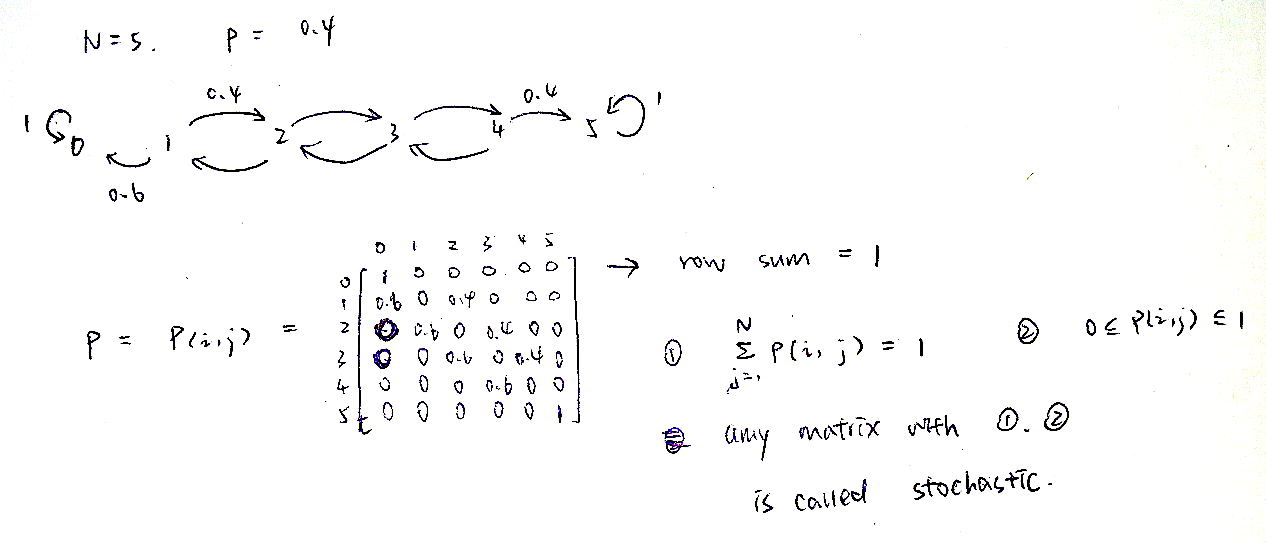 N = 5. P = 0.4
0.4 0.4
1 0 1 2 3 4 5 1
0.6
0 1 2 3 4 5
0 1 0 0 0 0 0 → row sum = 1
1 0.6 0 0.4 0 0 0
P = P(i,j) = 2 0 0.6 0 0.4 0 0
3 0 0 0.6 0 0.4 0
4 0 0 0 0.6 0 0
5 0 0 0 0 0 1
① N Σ j=1 P(i, j) = 1 ② 0 ≤ P(i,j) ≤ 1
any matrix with ①. ②
is called stochastic.